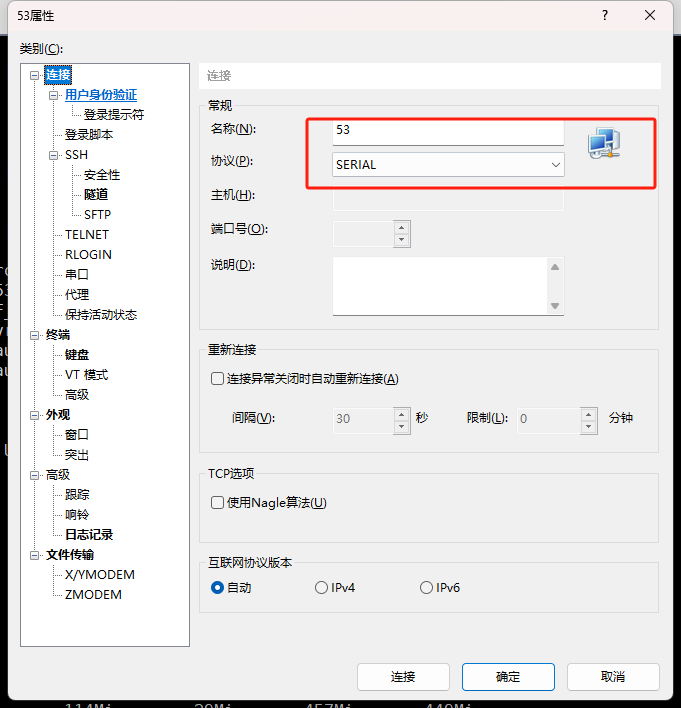 53属性
类别(C):
连接
用户身份验证
登录提示符
登录脚本
SSH
安全性
隧道
SFTP
TELNET
RLOGIN
串口
代理
保持活动状态
终端
键盘
VT 模式
高级
外观
窗口
突出
高级
跟踪
响铃
日志记录
文件传输
X/YMODEM
ZMODEM
连接
常规
名称(N): 53
协议(P): SERIAL
主机(H):
端口号(O):
说明(D):
重新连接
连接异常关闭时自动重新连接(A)
间隔(V): 30 秒 限制(L): 0 分钟
TCP选项
使用Nagle算法(U)
互联网协议版本
自动 IPv4 IPv6
连接 确定 取消